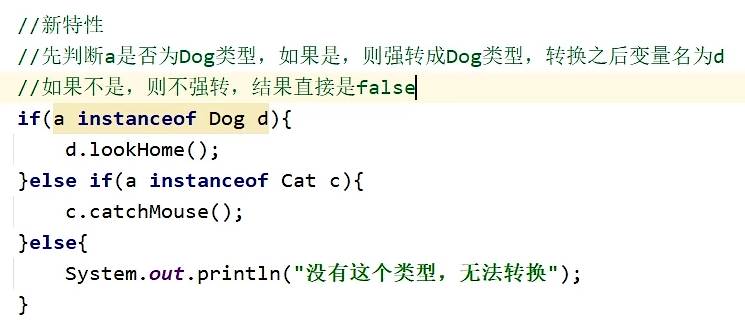 //新特性
//先判断a是否为Dog类型，如果是，则强转成Dog类型，转换之后变量名为d
//如果不是，则不强转，结果直接是false
if(a instanceof Dog d){
    d.lookHome();
}else if(a instanceof Cat c){
    c.catchMouse();
}else{
    System.out.println("没有这个类型，无法转换");
}